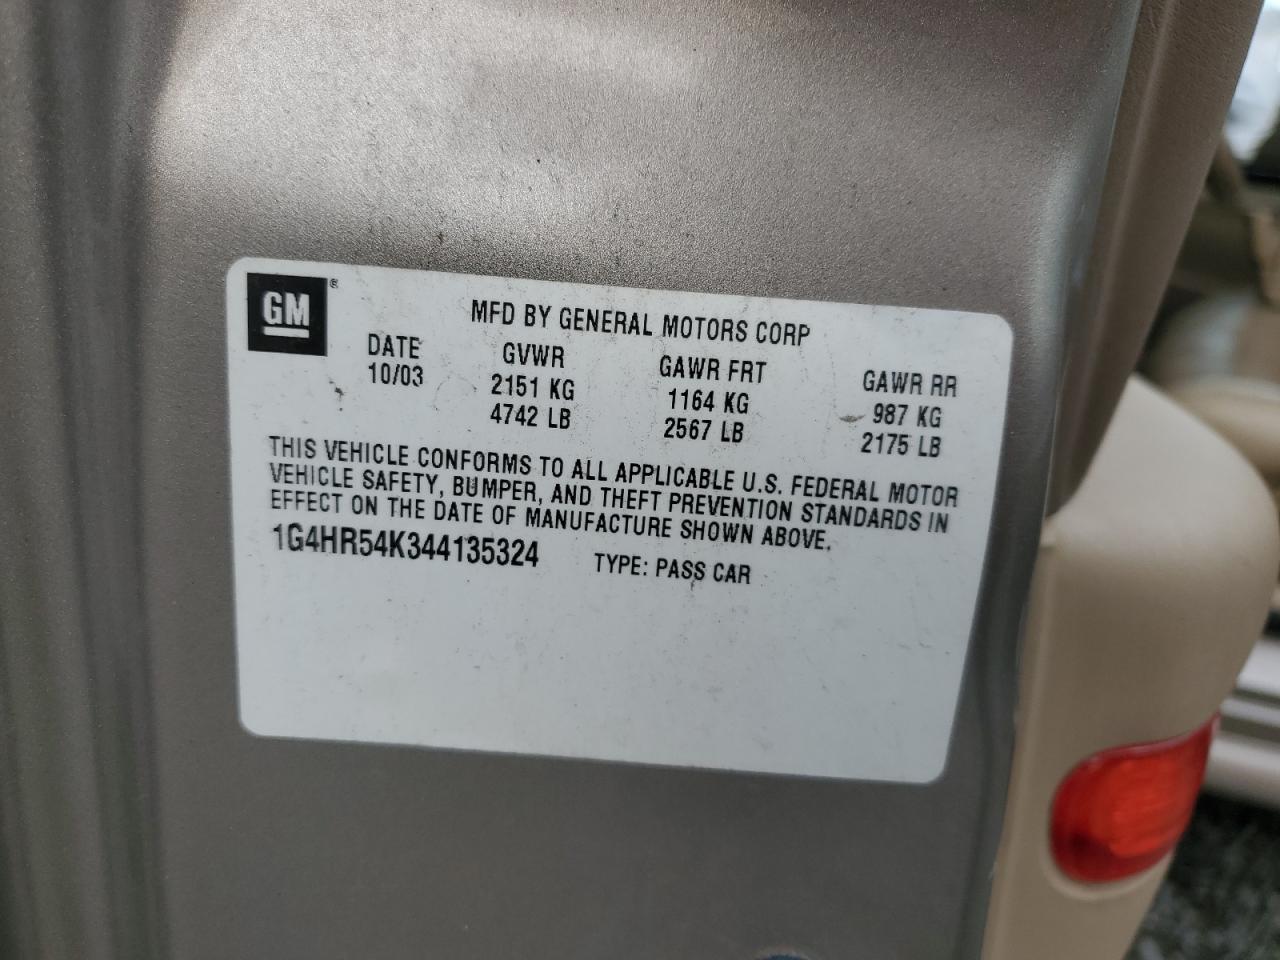 GM ®
MFD BY GENERAL MOTORS CORP
DATE GVWR GAWR FRT GAWR RR
10/03 2151 KG 1164 KG 987 KG
4742 LB 2567 LB 2175 LB
THIS VEHICLE CONFORMS TO ALL APPLICABLE U.S. FEDERAL MOTOR
VEHICLE SAFETY, BUMPER, AND THEFT PREVENTION STANDARDS IN
EFFECT ON THE DATE OF MANUFACTURE SHOWN ABOVE.
1G4HR54K344135324 TYPE: PASS CAR